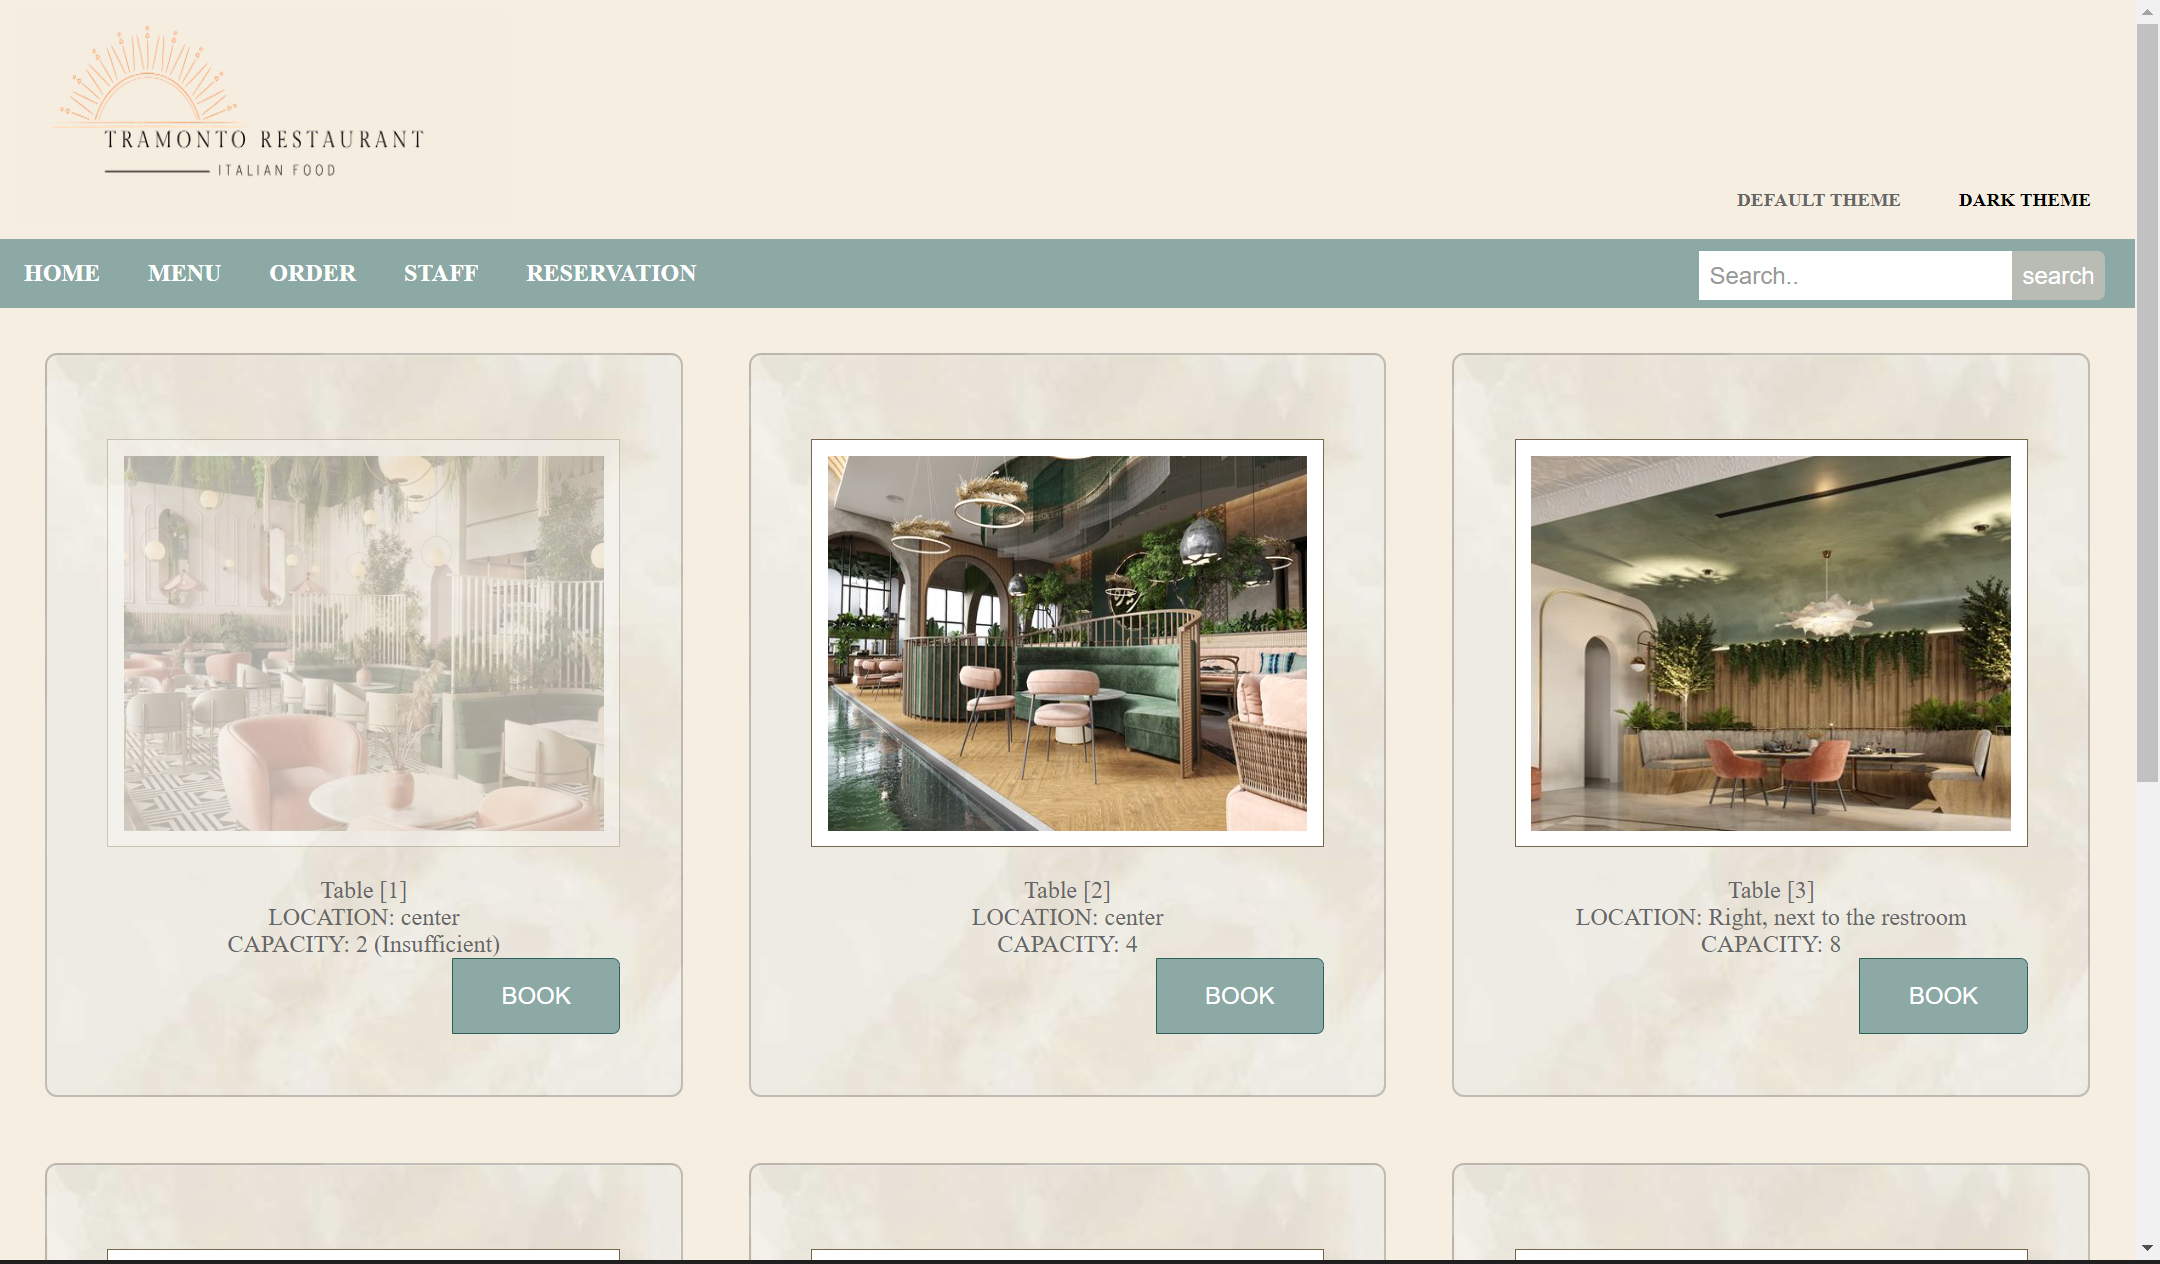 TRAMONTO RESTAURANT
ITALIAN FOOD
DEFAULT THEME DARK THEME
HOME MENU ORDER STAFF RESERVATION Search.. search
Table [1]
LOCATION: center
CAPACITY: 2 (Insufficient)
BOOK
Table [2]
LOCATION: center
CAPACITY: 4
BOOK
Table [3]
LOCATION: Right, next to the restroom
CAPACITY: 8
BOOK